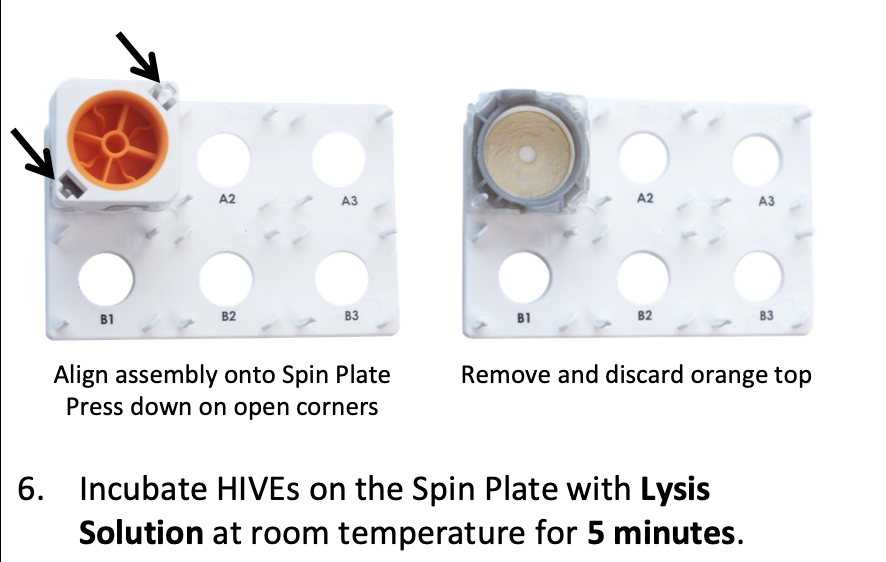 A2
A3
B1
B2
B3
A2
A3
B1
B2
B3
Align assembly onto Spin Plate
Press down on open corners
Remove and discard orange top
6. Incubate HIVEs on the Spin Plate with Lysis
Solution at room temperature for 5 minutes.